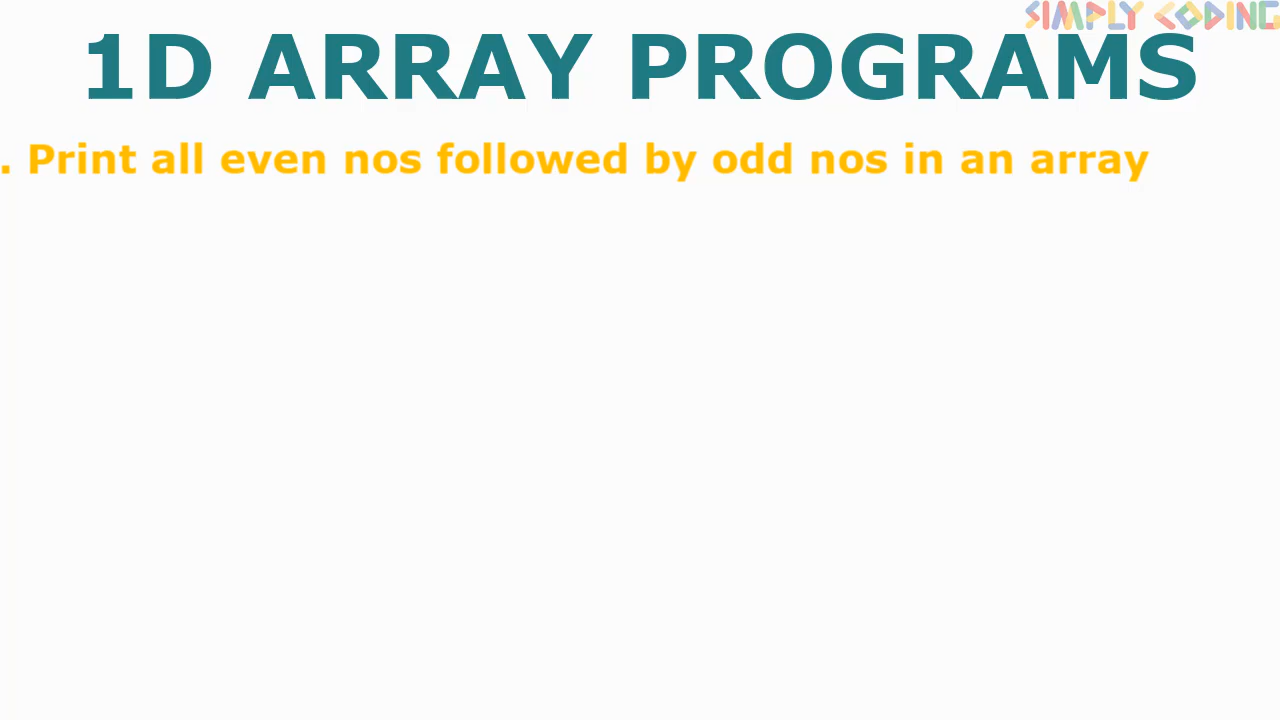 SIMPLY CODING
1D ARRAY PROGRAMS
. Print all even nos followed by odd nos in an array